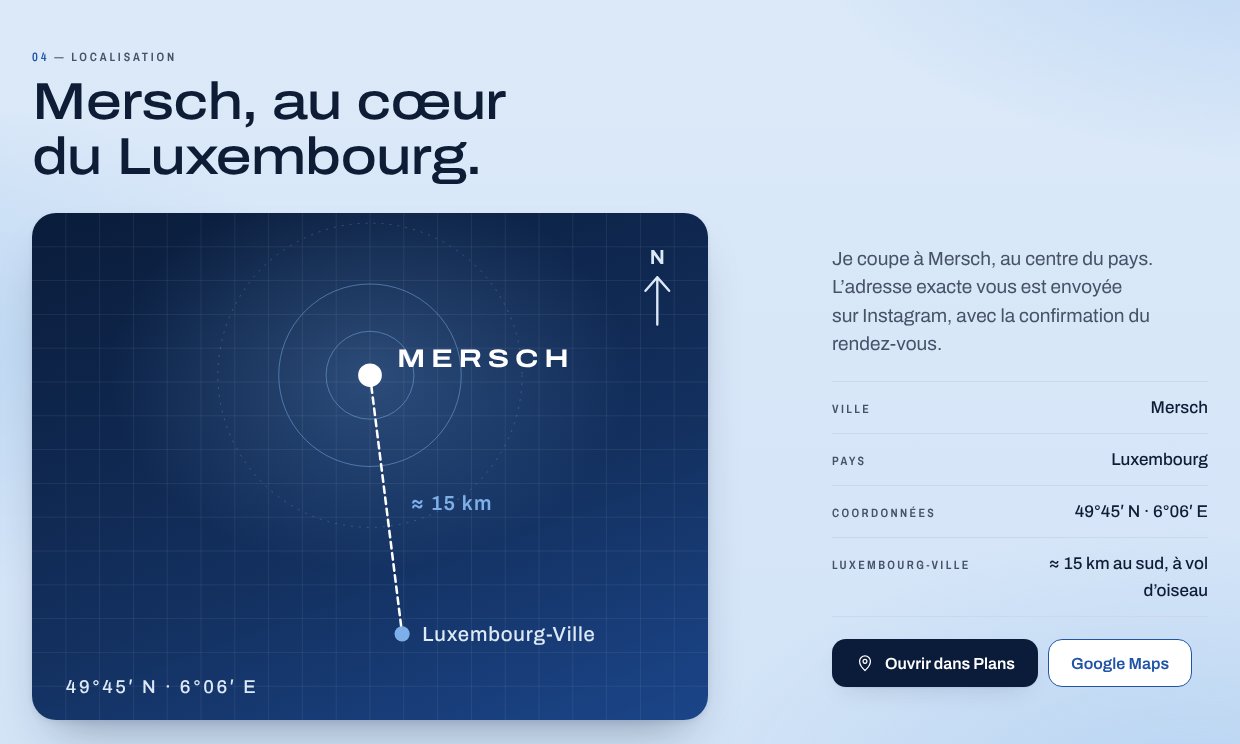 04 — LOCALISATION
Mersch, au cœur
du Luxembourg.
N
MERSCH
≈ 15 km
Luxembourg-Ville
49°45′ N · 6°06′ E
Je coupe à Mersch, au centre du pays.
L’adresse exacte vous est envoyée
sur Instagram, avec la confirmation du
rendez-vous.
VILLE Mersch
PAYS Luxembourg
COORDONNÉES 49°45′ N · 6°06′ E
LUXEMBOURG-VILLE ≈ 15 km au sud, à vol
d’oiseau
Ouvrir dans Plans Google Maps